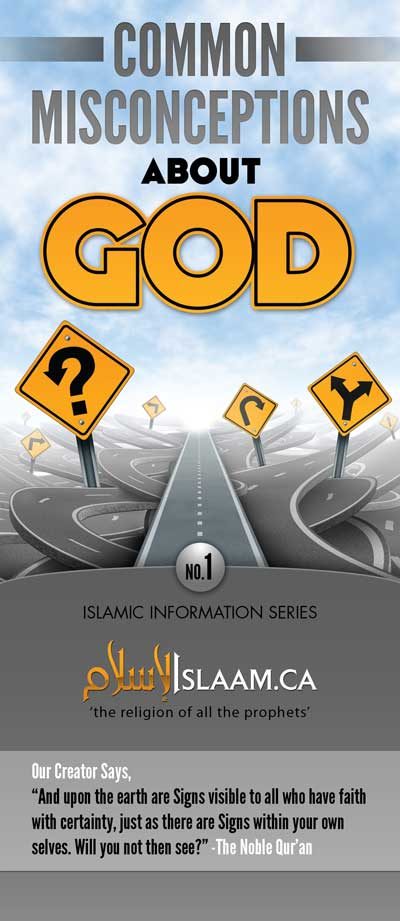 COMMON
MISCONCEPTIONS
ABOUT
GOD
?
NO.1
ISLAMIC INFORMATION SERIES
الإسلام ISLAAM.CA
‘the religion of all the prophets’
Our Creator Says,
“And upon the earth are Signs visible to all who have faith
with certainty, just as there are Signs within your own
selves. Will you not then see?” -The Noble Qur’an